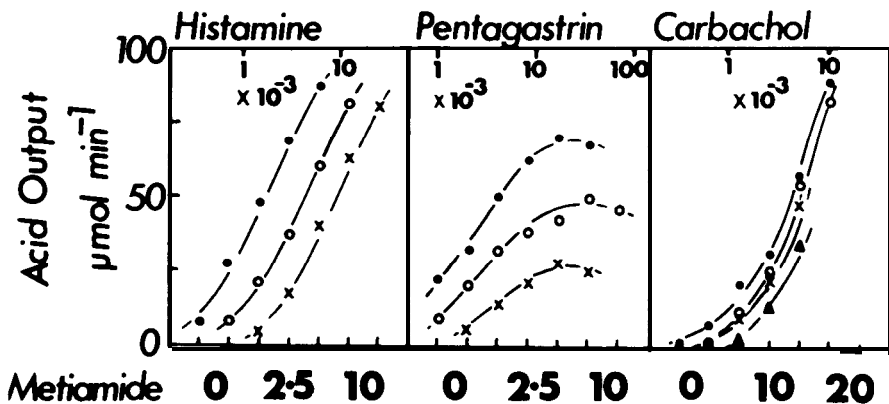 Histamine Pentagastrin Carbachol
100
50
0
Acid Output
μmol min⁻¹
1 10
× 10⁻³
1 10 100
× 10⁻³
1 10
× 10⁻³
Metiamide 0 2·5 10 0 2·5 10 0 10 20